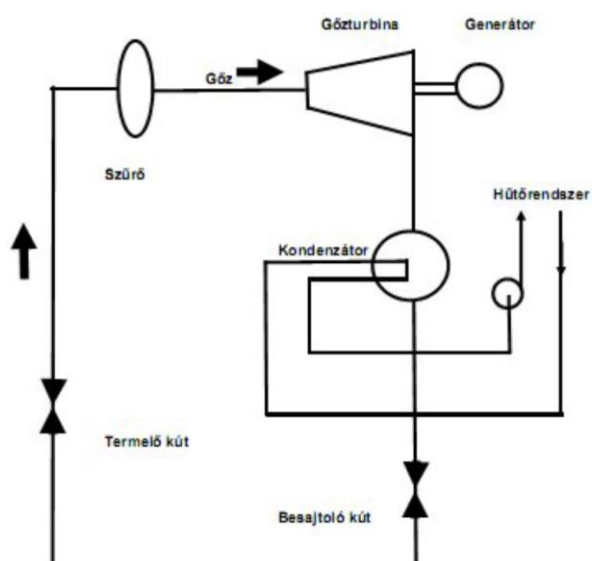 Gőzturbina
Generátor
Gőz
Szűrő
Hűtőrendszer
Kondenzátor
Termelő kút
Besajtoló kút